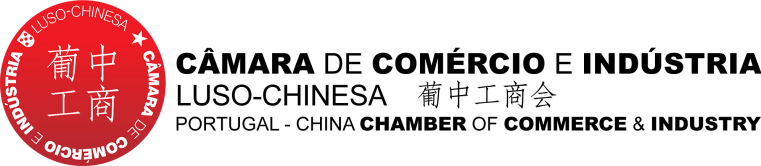 LUSO-CHINESA
CÂMARA DE COMÉRCIO E INDÚSTRIA
葡中
工商
CÂMARA DE COMÉRCIO E INDÚSTRIA
LUSO-CHINESA 葡中工商会
PORTUGAL - CHINA CHAMBER OF COMMERCE & INDUSTRY